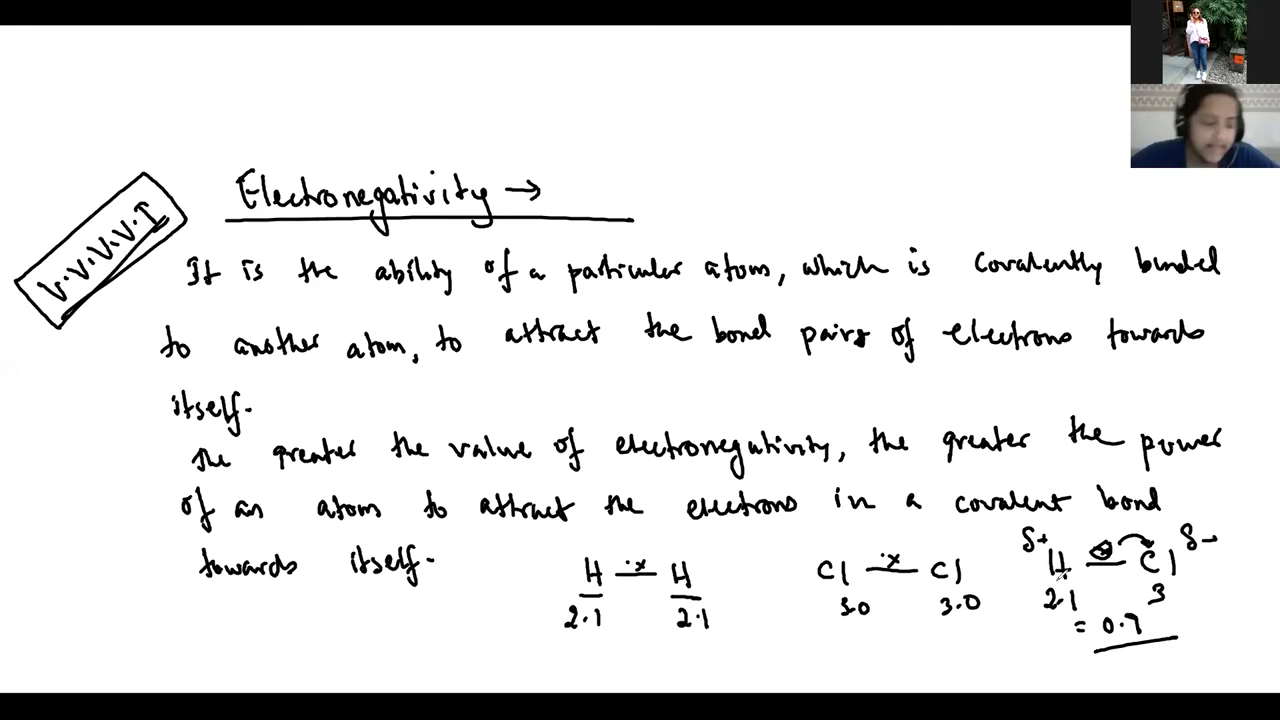 Electronegativity →
V.V.V.V.I
It is the ability of a particular atom, which is covalently bonded
to another atom, to attract the bond pairs of electrons towards
itself.
The greater the value of electronegativity, the greater the power
of an atom to attract the electrons in a covalent bond
towards itself.
H —·x— H
2.1 2.1
Cl —·x— Cl
3.0 3.0
δ+ H — Cl δ-
2.1 3
= 0.9